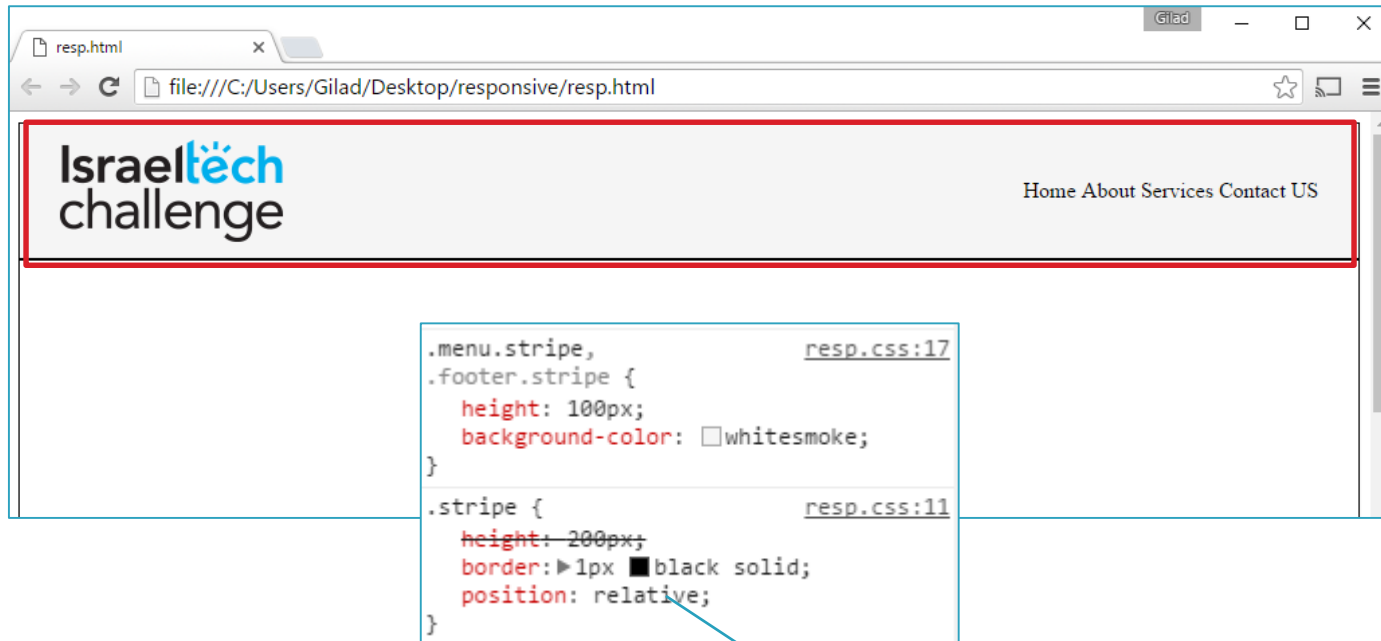 Gilad
resp.html
file:///C:/Users/Gilad/Desktop/responsive/resp.html
Israeltëch
challenge
Home About Services Contact US
.menu.stripe, resp.css:17
.footer.stripe {
height: 100px;
background-color: whitesmoke;
}
.stripe { resp.css:11
height: 200px;
border: 1px black solid;
position: relative;
}